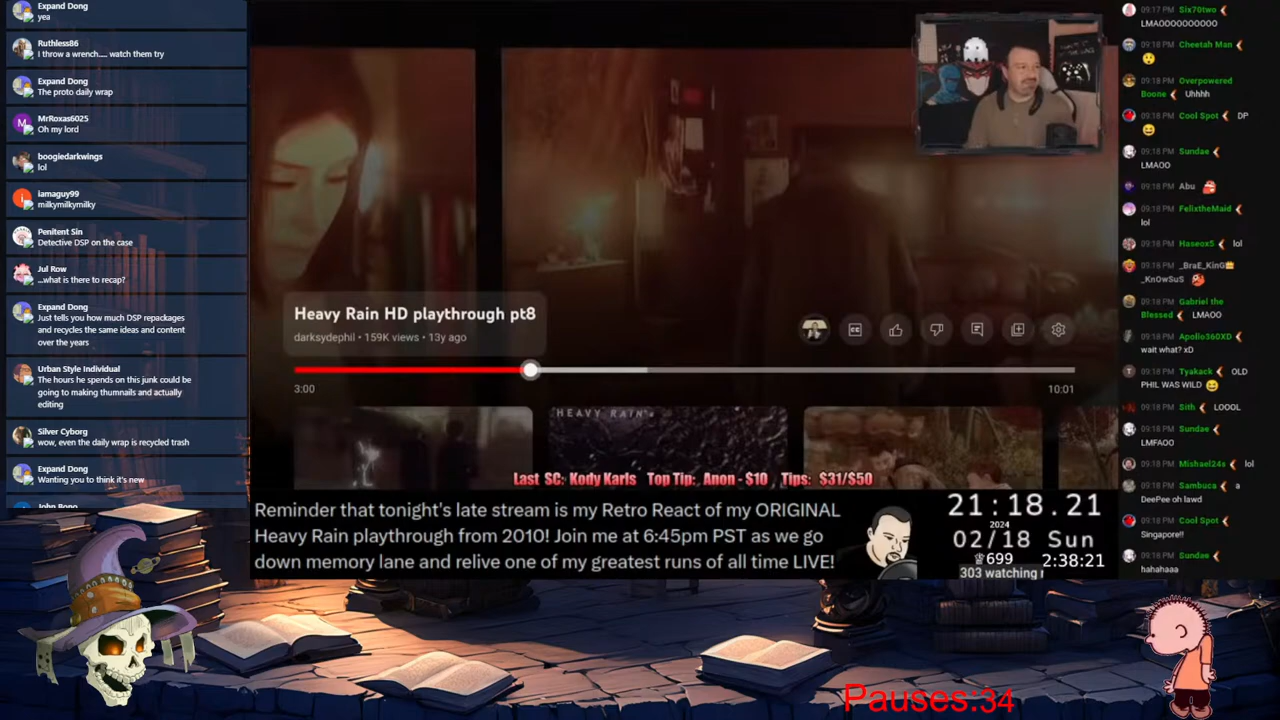 Expand Dong
yea
Ruthless86
I throw a wrench..... watch them try
Expand Dong
The proto daily wrap
MrRoxas6025
Oh my lord
boogiedarkwings
lol
iamaguy99
milkymilkymilky
Penitent Sin
Detective DSP on the case
Jul Row
...what is there to recap?
Expand Dong
Just tells you how much DSP repackages
and recycles the same ideas and content
over the years
Urban Style Individual
The hours he spends on this junk could be
going to making thumnails and actually
editing
Silver Cyborg
wow, even the daily wrap is recycled trash
Expand Dong
Wanting you to think it's new
John Bono
Heavy Rain HD playthrough pt8
darksydephil • 159K views • 13y ago
CC
3:00
10:01
HEAVY RAIN
Last SC: Kody Karls Top Tip: Anon - $10 Tips: $31/$50
Reminder that tonight's late stream is my Retro React of my ORIGINAL
Heavy Rain playthrough from 2010! Join me at 6:45pm PST as we go
down memory lane and relive one of my greatest runs of all time LIVE!
21:18.21
2024
02/18 Sun
699
2:38:21
303 watching
09:17 PM Six70two
LMAOOOOOOOOO
09:18 PM Cheetah Man
09:18 PM Overpowered
Boone Uhhhh
09:18 PM Cool Spot DP
09:18 PM Sundae
LMAOO
09:18 PM Abu
09:18 PM FelixtheMaid
lol
09:18 PM Haseox5 lol
09:18 PM _BraE_KinG
_KnOwSuS
09:18 PM Gabriel the
Blessed LMAOO
09:18 PM Apollo360XD
wait what? xD
09:18 PM Tyakack OLD
PHIL WAS WILD
09:18 PM Sith LOOOL
09:18 PM Sundae
LMFAOO
09:18 PM Mishael24s lol
09:18 PM Sambuca a
DeePee oh lawd
09:18 PM Cool Spot
Singapore!!
09:18 PM Sundae
hahahaaa
Pauses:34